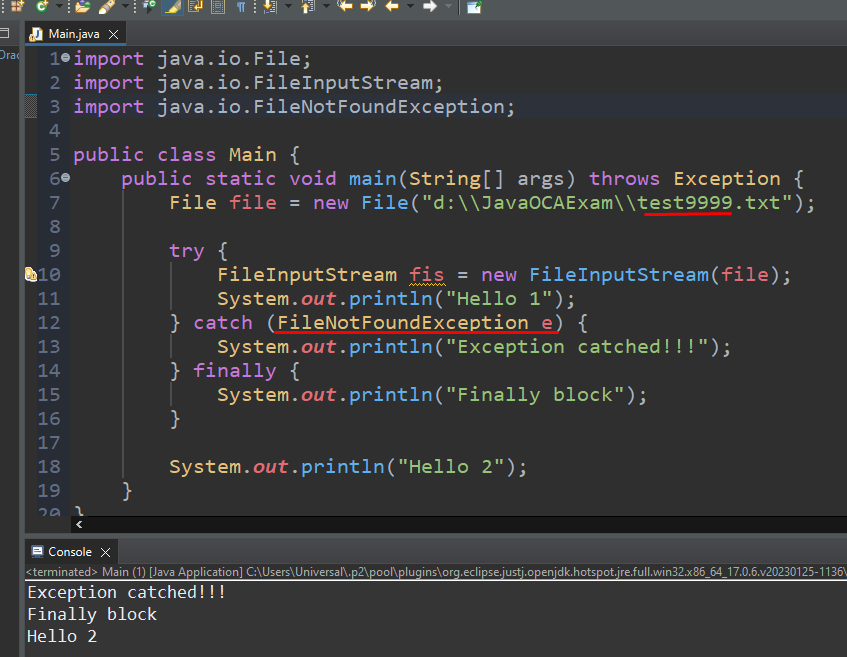 Main.java
Orac
1 import java.io.File;
2 import java.io.FileInputStream;
3 import java.io.FileNotFoundException;
4
5 public class Main {
6 public static void main(String[] args) throws Exception {
7 File file = new File("d:\\JavaOCAExam\\test9999.txt");
8
9 try {
10 FileInputStream fis = new FileInputStream(file);
11 System.out.println("Hello 1");
12 } catch (FileNotFoundException e) {
13 System.out.println("Exception catched!!!");
14 } finally {
15 System.out.println("Finally block");
16 }
17
18 System.out.println("Hello 2");
19 }
20 }
Console
<terminated> Main (1) [Java Application] C:\Users\Universal\.p2\pool\plugins\org.eclipse.justj.openjdk.hotspot.jre.full.win32.x86_64_17.0.6.v20230125-1136\
Exception catched!!!
Finally block
Hello 2